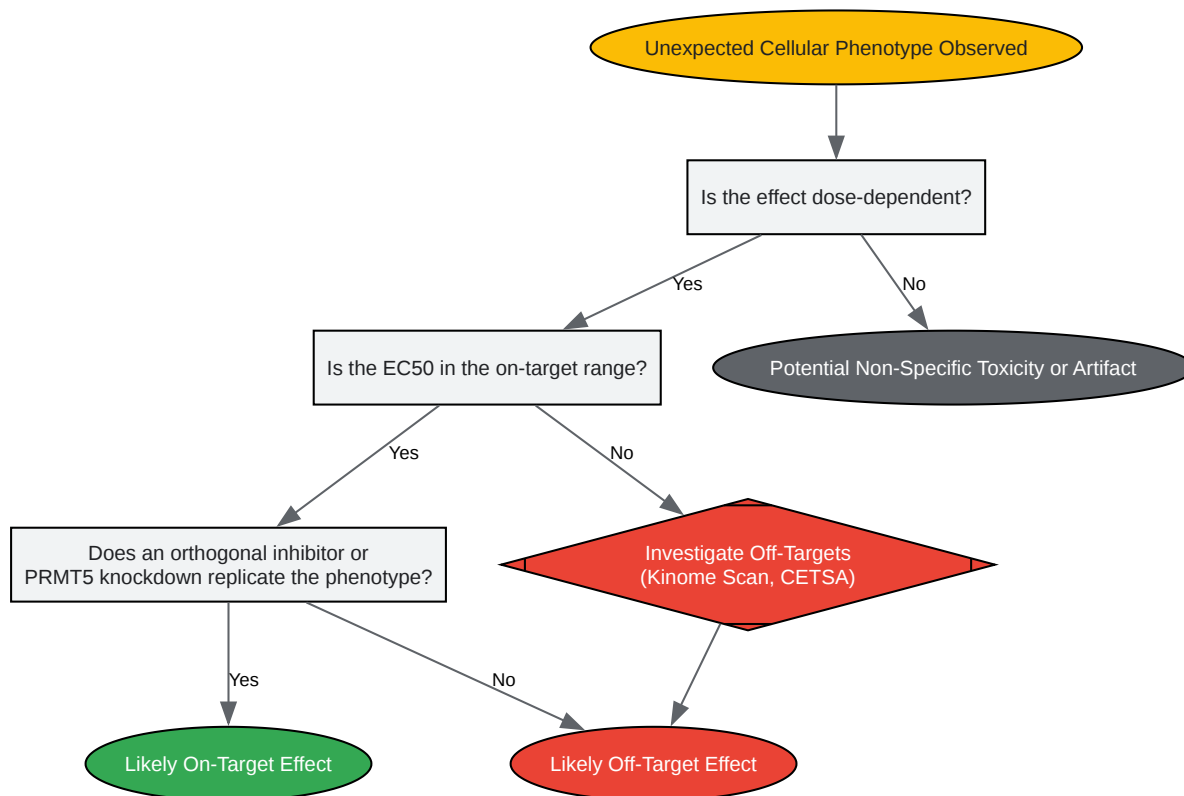 Unexpected Cellular Phenotype Observed
Is the effect dose-dependent?
Yes
No
Is the EC50 in the on-target range?
Potential Non-Specific Toxicity or Artifact
Yes
No
Does an orthogonal inhibitor or
PRMT5 knockdown replicate the phenotype?
Investigate Off-Targets
(Kinome Scan, CETSA)
Yes
No
Likely On-Target Effect
Likely Off-Target Effect